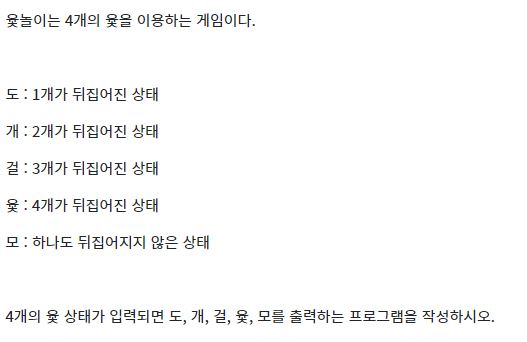 윷놀이는 4개의 윷을 이용하는 게임이다.
도 : 1개가 뒤집어진 상태
개 : 2개가 뒤집어진 상태
걸 : 3개가 뒤집어진 상태
윷 : 4개가 뒤집어진 상태
모 : 하나도 뒤집어지지 않은 상태
4개의 윷 상태가 입력되면 도, 개, 걸, 윷, 모를 출력하는 프로그램을 작성하시오.